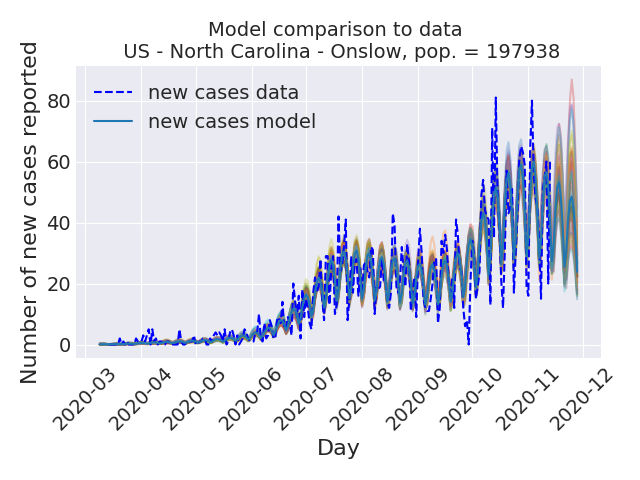 Model comparison to data
US - North Carolina - Onslow, pop. = 197938
Number of new cases reported
80
60
40
20
0
new cases data
new cases model
2020-03
2020-04
2020-05
2020-06
2020-07
2020-08
2020-09
2020-10
2020-11
2020-12
Day